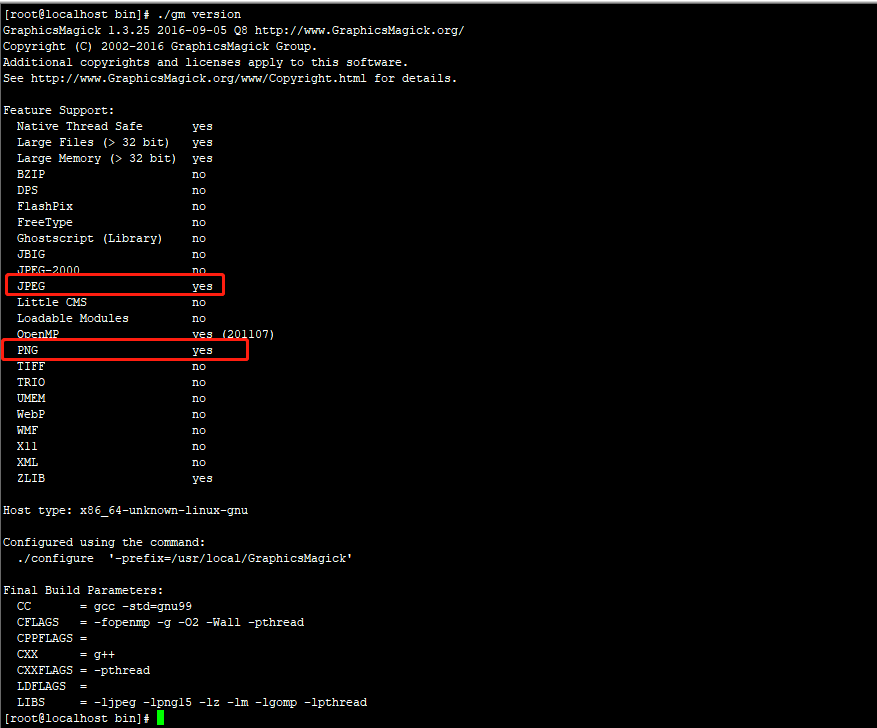 [root@localhost bin]# ./gm version
GraphicsMagick 1.3.25 2016-09-05 Q8 http://www.GraphicsMagick.org/
Copyright (C) 2002-2016 GraphicsMagick Group.
Additional copyrights and licenses apply to this software.
See http://www.GraphicsMagick.org/www/Copyright.html for details.
Feature Support:
Native Thread Safe yes
Large Files (> 32 bit) yes
Large Memory (> 32 bit) yes
BZIP no
DPS no
FlashPix no
FreeType no
Ghostscript (Library) no
JBIG no
JPEG-2000 no
JPEG yes
Little CMS no
Loadable Modules no
OpenMP yes (201107)
PNG yes
TIFF no
TRIO no
UMEM no
WebP no
WMF no
X11 no
XML no
ZLIB yes
Host type: x86_64-unknown-linux-gnu
Configured using the command:
./configure '-prefix=/usr/local/GraphicsMagick'
Final Build Parameters:
CC = gcc -std=gnu99
CFLAGS = -fopenmp -g -O2 -Wall -pthread
CPPFLAGS =
CXX = g++
CXXFLAGS = -pthread
LDFLAGS =
LIBS = -ljpeg -lpng15 -lz -lm -lgomp -lpthread
[root@localhost bin]#